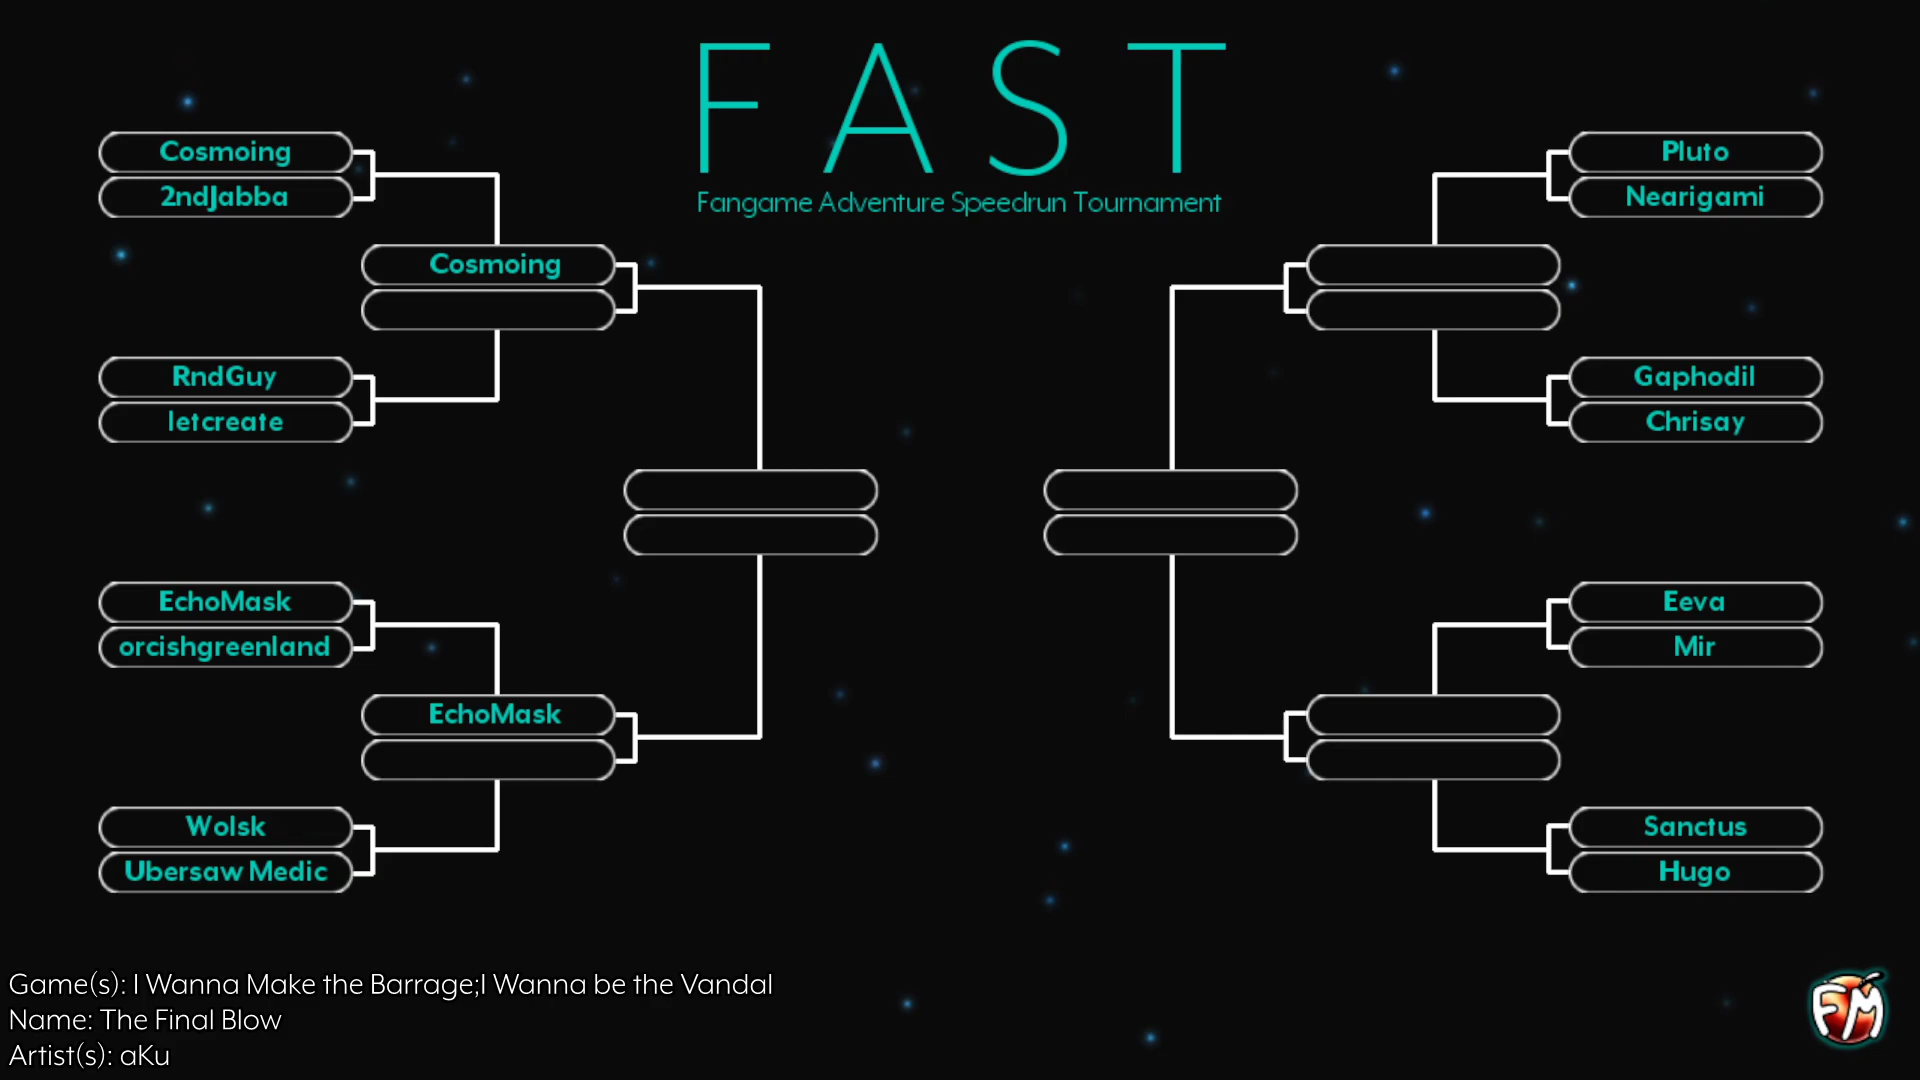 FAST
Fangame Adventure Speedrun Tournament
Cosmoing
2ndJabba
Cosmoing
RndGuy
letcreate
EchoMask
orcishgreenland
EchoMask
Wolsk
Ubersaw Medic
Pluto
Nearigami
Gaphodil
Chrisay
Eeva
Mir
Sanctus
Hugo
Game(s): I Wanna Make the Barrage;I Wanna be the Vandal
Name: The Final Blow
Artist(s): aKu
FM